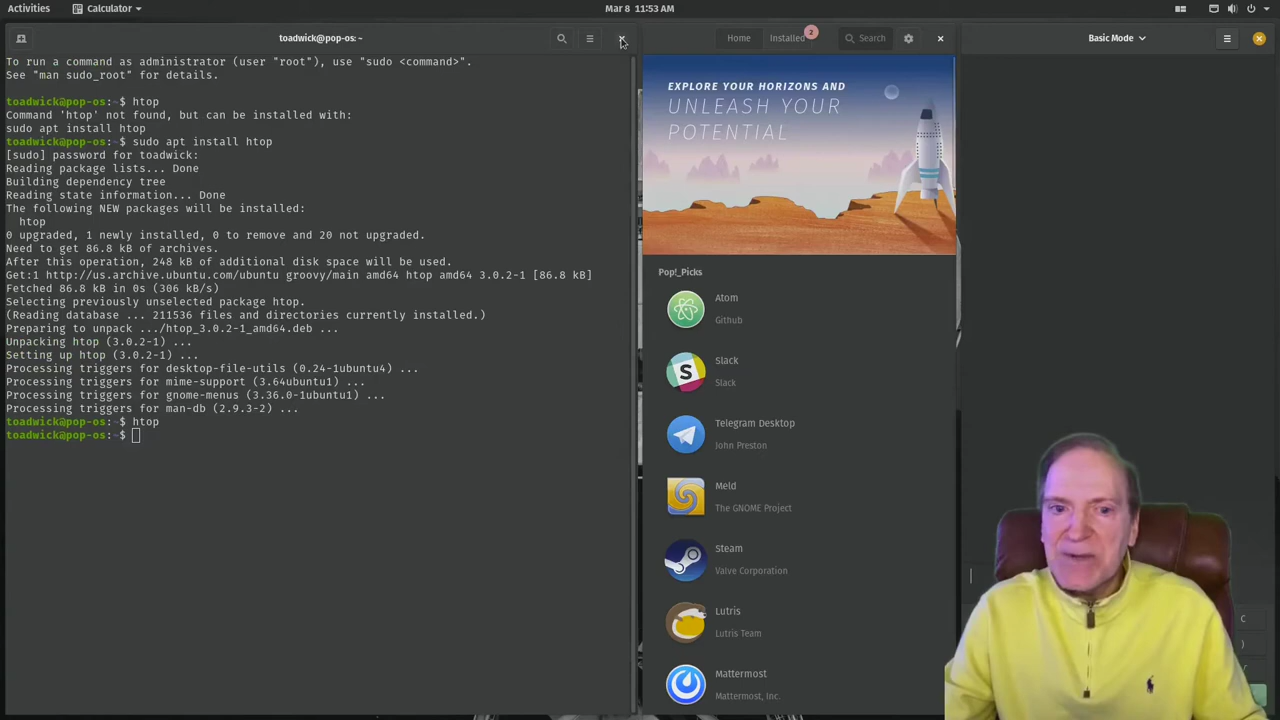 Activities
Calculator
Mar 8 11:53 AM
toadwick@pop-os: ~
To run a command as administrator (user "root"), use "sudo <command>".
See "man sudo_root" for details.
toadwick@pop-os:~$ htop
Command 'htop' not found, but can be installed with:
sudo apt install htop
toadwick@pop-os:~$ sudo apt install htop
[sudo] password for toadwick:
Reading package lists... Done
Building dependency tree
Reading state information... Done
The following NEW packages will be installed:
htop
0 upgraded, 1 newly installed, 0 to remove and 20 not upgraded.
Need to get 86.8 kB of archives.
After this operation, 248 kB of additional disk space will be used.
Get:1 http://us.archive.ubuntu.com/ubuntu groovy/main amd64 htop amd64 3.0.2-1 [86.8 kB]
Fetched 86.8 kB in 0s (306 kB/s)
Selecting previously unselected package htop.
(Reading database ... 211536 files and directories currently installed.)
Preparing to unpack .../htop_3.0.2-1_amd64.deb ...
Unpacking htop (3.0.2-1) ...
Setting up htop (3.0.2-1) ...
Processing triggers for desktop-file-utils (0.24-1ubuntu4) ...
Processing triggers for mime-support (3.64ubuntu1) ...
Processing triggers for gnome-menus (3.36.0-1ubuntu1) ...
Processing triggers for man-db (2.9.3-2) ...
toadwick@pop-os:~$ htop
toadwick@pop-os:~$
Home
Installed
2
Search
EXPLORE YOUR HORIZONS AND
UNLEASH YOUR
POTENTIAL
Pop!_Picks
Atom
Github
Slack
Slack
Telegram Desktop
John Preston
Meld
The GNOME Project
Steam
Valve Corporation
Lutris
Lutris Team
Mattermost
Mattermost, Inc.
Basic Mode
C
)